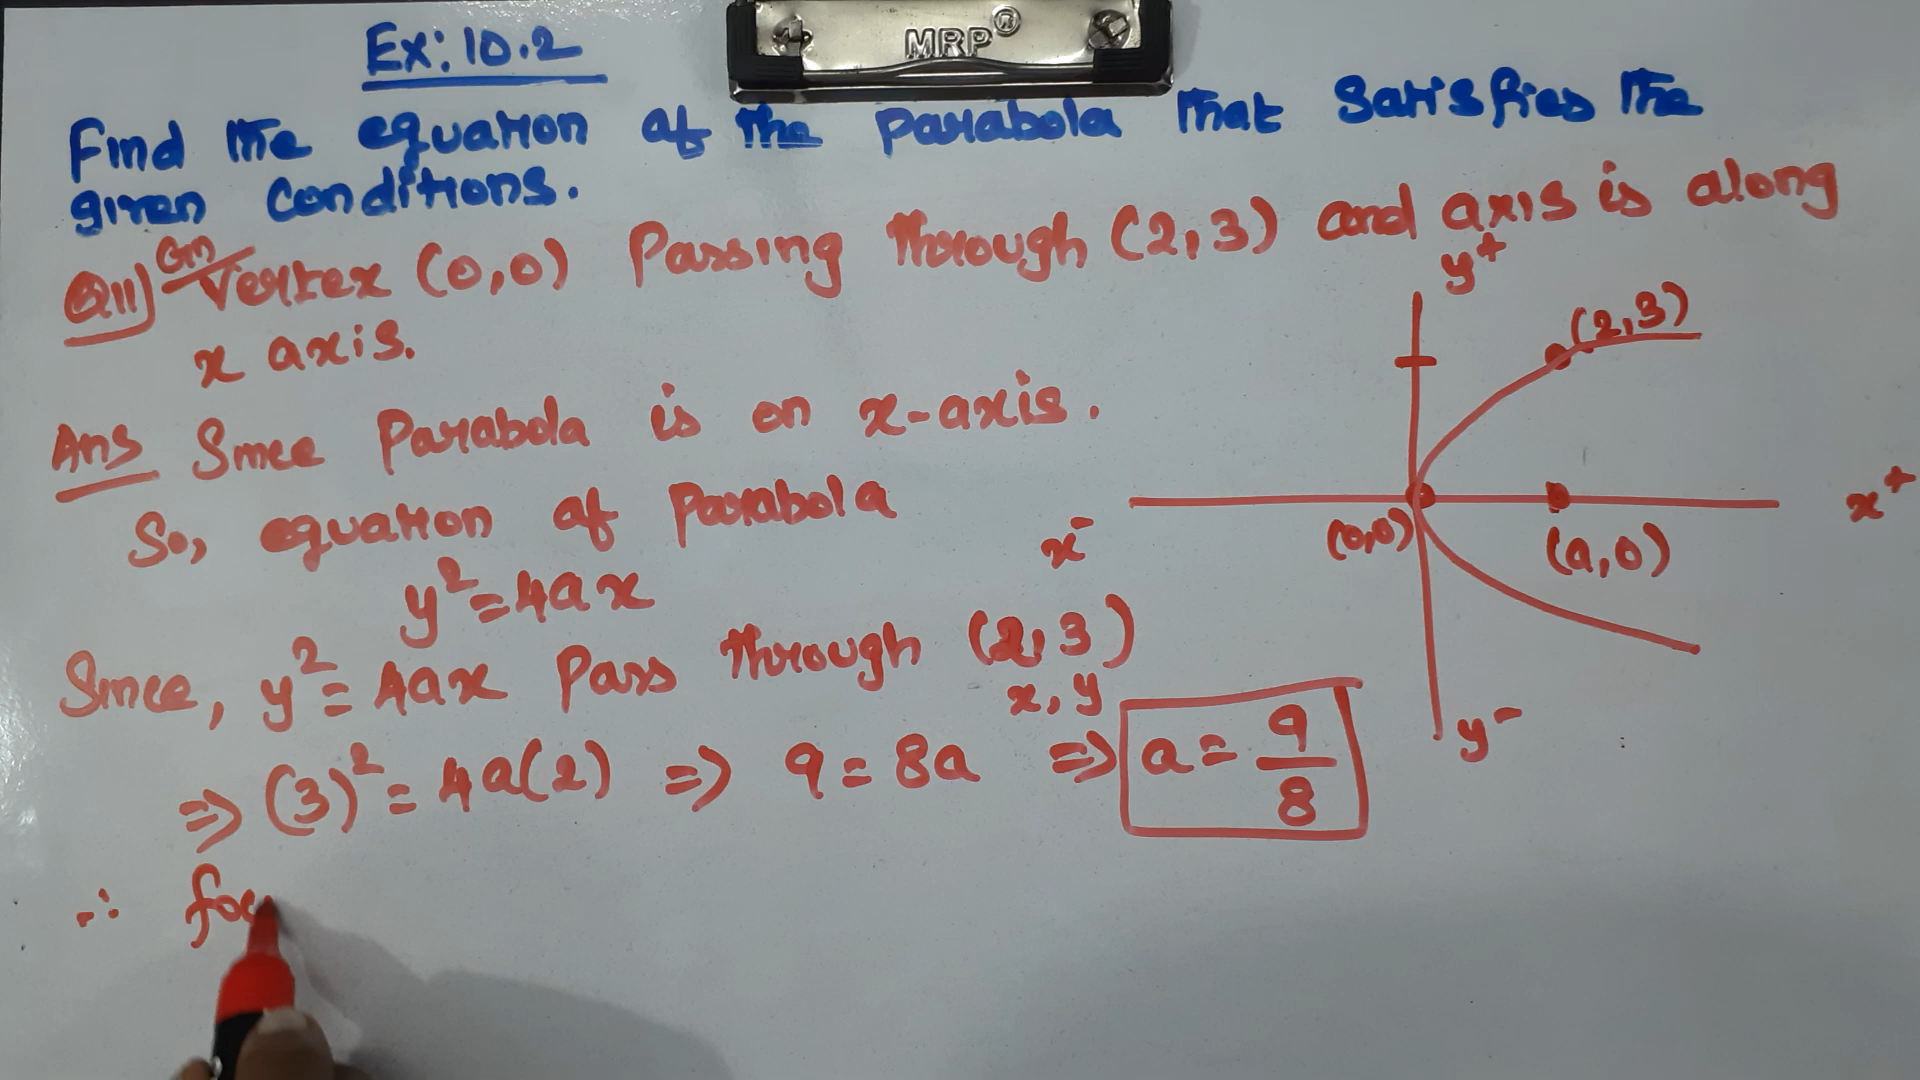 MRP®
Ex: 10.2
Find the equation of the parabola that satisfies the
given conditions.
Q11) Gn Vertex (0,0) Passing through (2,3) and axis is along
x axis.
Ans Since Parabola is on x-axis.
So, equation of parabola
y²=4ax
Since, y²=4ax Pass through (2,3)
x, y
=> (3)² = 4a(2) => 9 = 8a => a = 9/8
∴ foc
y+
(2,3)
x-
(0,0)
(a,0)
x+
y-